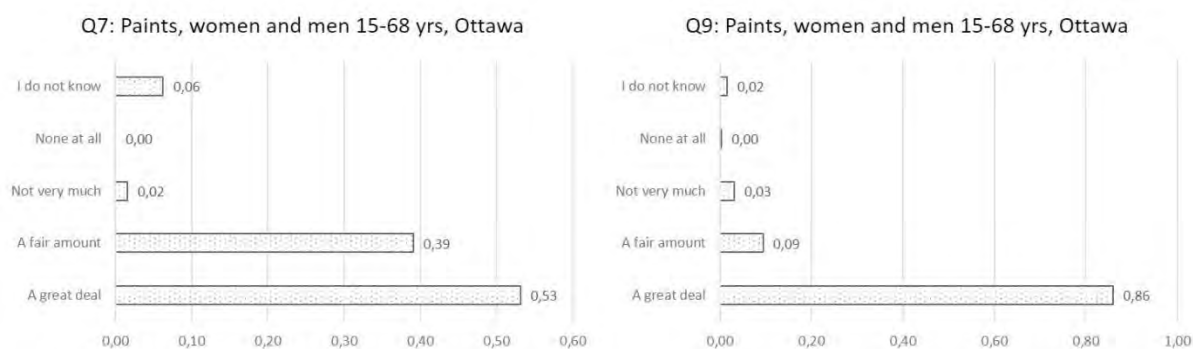 Q7: Paints, women and men 15-68 yrs, Ottawa
I do not know
0,06
None at all
0,00
Not very much
0,02
A fair amount
0,39
A great deal
0,53
0,00 0,10 0,20 0,30 0,40 0,50 0,60
Q9: Paints, women and men 15-68 yrs, Ottawa
I do not know
0,02
None at all
0,00
Not very much
0,03
A fair amount
0,09
A great deal
0,86
0,00 0,20 0,40 0,60 0,80 1,00